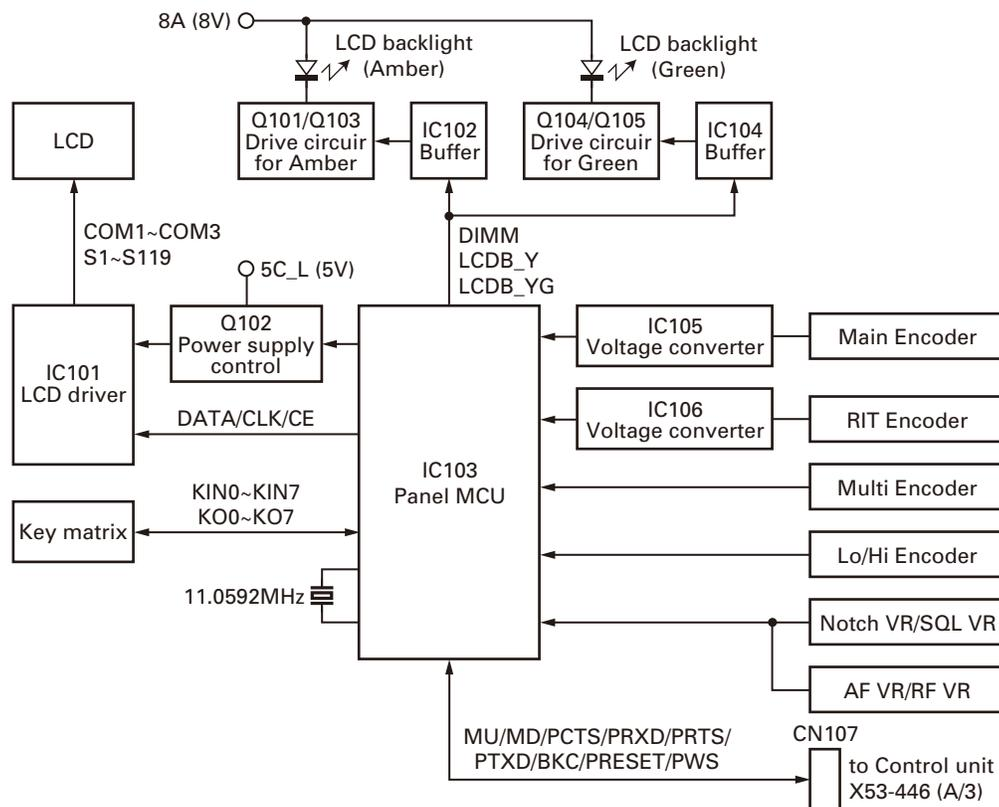 8A (8V)
LCD backlight
(Amber)
LCD backlight
(Green)
LCD
Q101/Q103
Drive circuir
for Amber
IC102
Buffer
Q104/Q105
Drive circuir
for Green
IC104
Buffer
COM1~COM3
S1~S119
DIMM
LCDB_Y
LCDB_YG
5C_L (5V)
IC101
LCD driver
Q102
Power supply
control
IC105
Voltage converter
Main Encoder
IC106
Voltage converter
RIT Encoder
DATA/CLK/CE
IC103
Panel MCU
Multi Encoder
Key matrix
KIN0~KIN7
KO0~KO7
Lo/Hi Encoder
11.0592MHz
Notch VR/SQL VR
AF VR/RF VR
MU/MD/PCTS/PRXD/PRTS/
PTXD/BKC/PRESET/PWS
CN107
to Control unit
X53-446 (A/3)